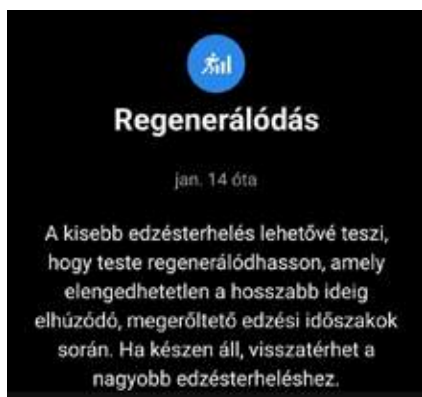 Regenerálódás
jan. 14 óta
A kisebb edzésterhelés lehetővé teszi,
hogy teste regenerálódhasson, amely
elengedhetetlen a hosszabb ideig
elhúzódó, megerőltető edzési időszakok
során. Ha készen áll, visszatérhet a
nagyobb edzésterheléshez.